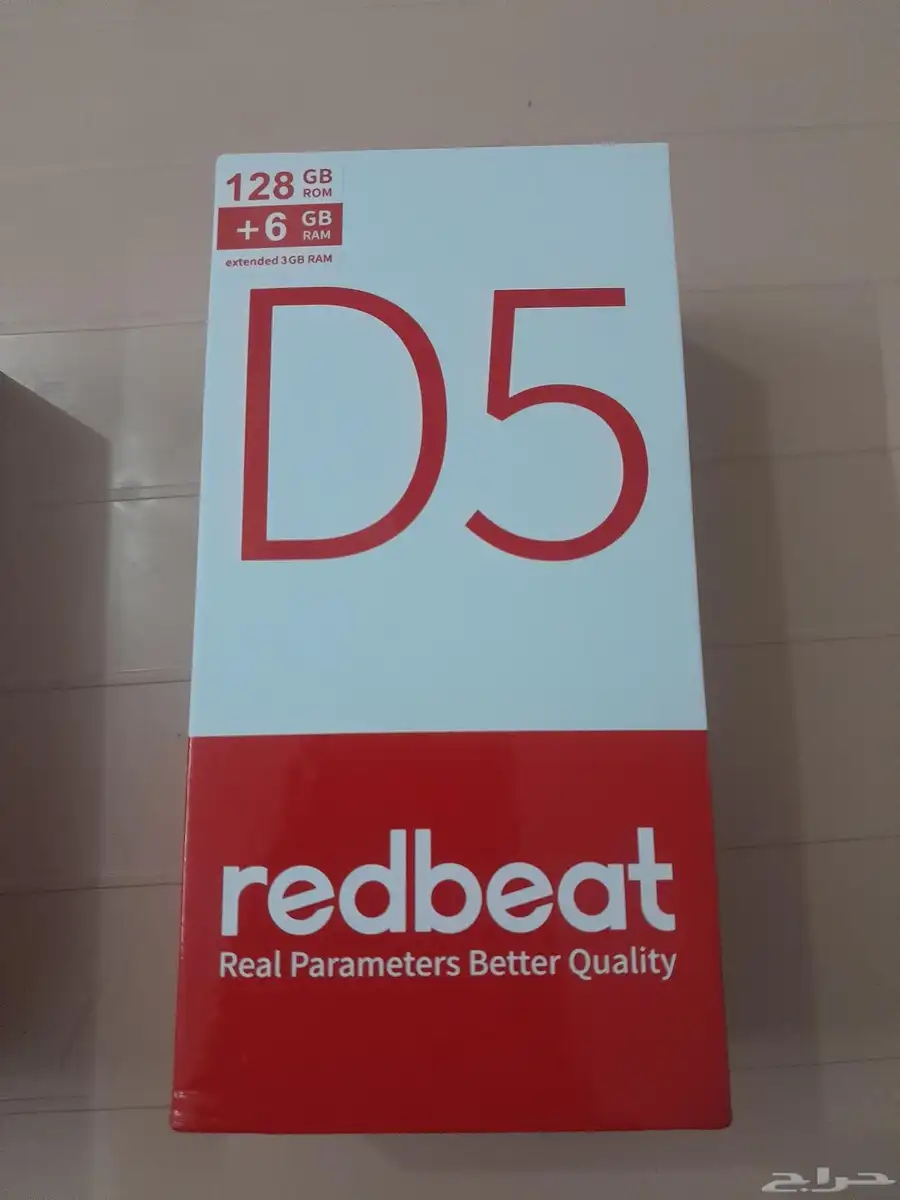 128 GB ROM
+6 GB RAM
extended 3GB RAM
D5
redbeat
Real Parameters Better Quality
حراج